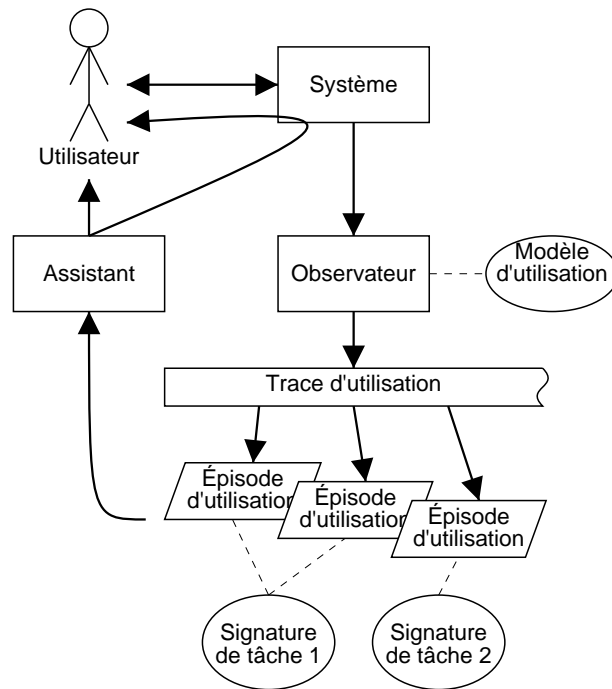 Système
Utilisateur
Assistant
Observateur
Modèle
d'utilisation
Trace d'utilisation
Épisode
d'utilisation
Épisode
d'utilisation
Épisode
d'utilisation
Signature
de tâche 1
Signature
de tâche 2